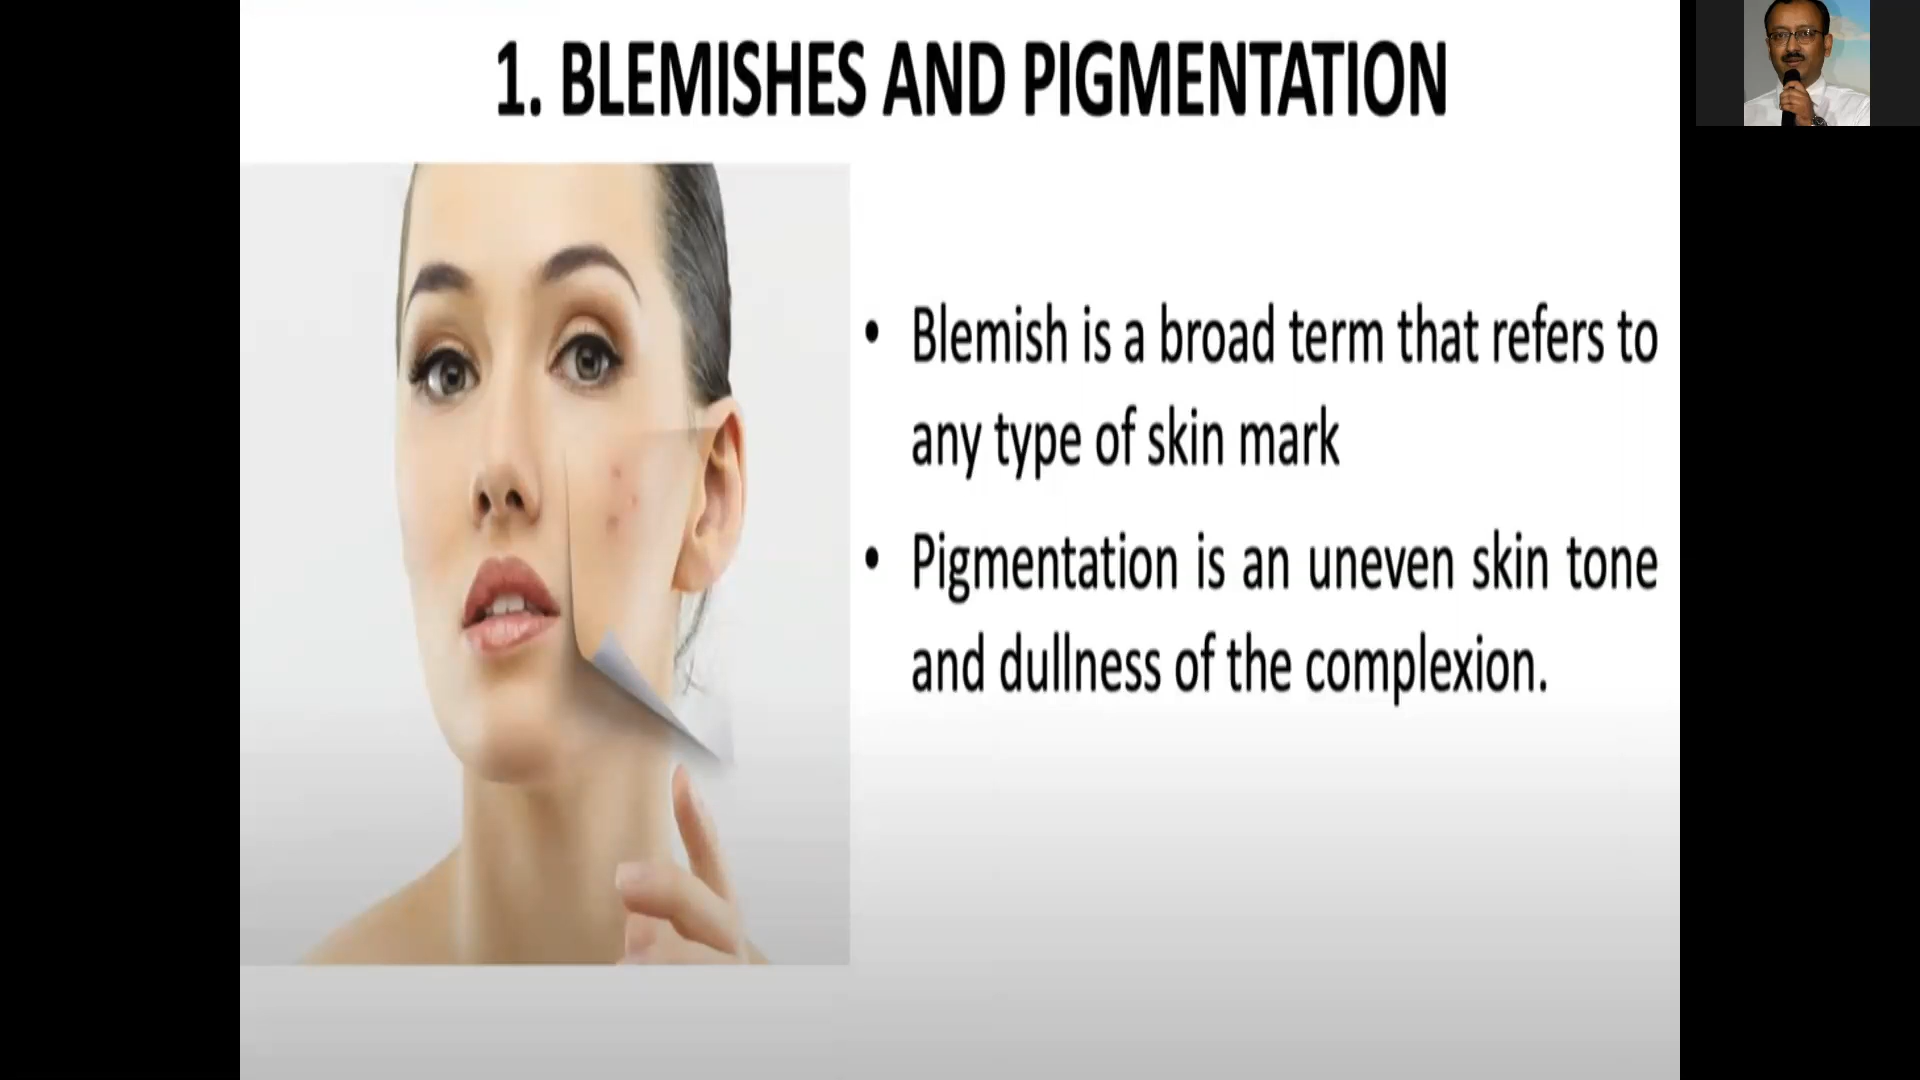 1. BLEMISHES AND PIGMENTATION
• Blemish is a broad term that refers to
any type of skin mark
• Pigmentation is an uneven skin tone
and dullness of the complexion.